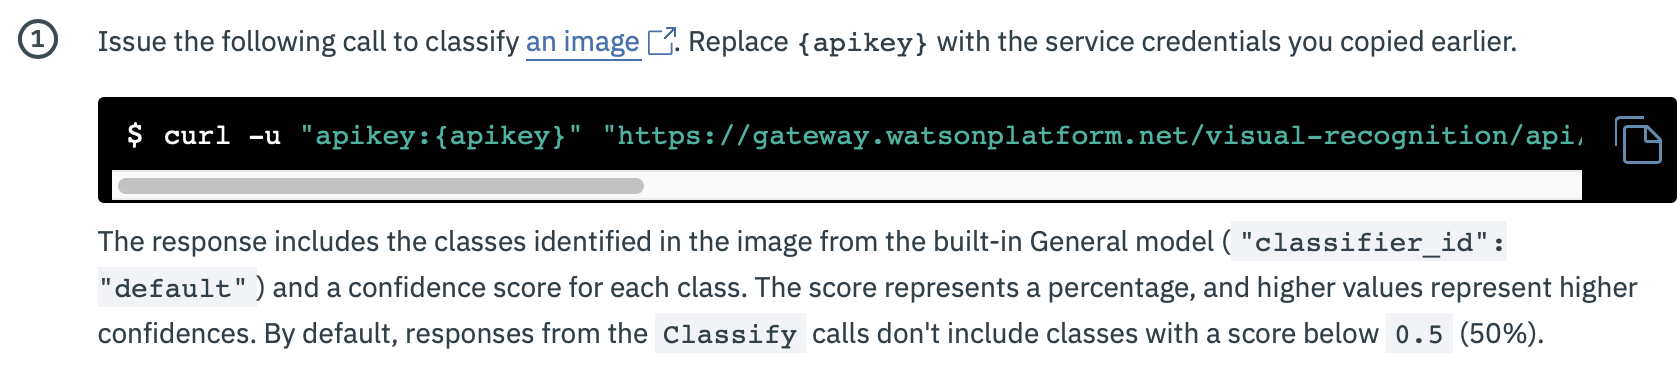 1 Issue the following call to classify an image. Replace {apikey} with the service credentials you copied earlier.
$ curl -u "apikey:{apikey}" "https://gateway.watsonplatform.net/visual-recognition/api/
The response includes the classes identified in the image from the built-in General model ( "classifier_id":
"default" ) and a confidence score for each class. The score represents a percentage, and higher values represent higher
confidences. By default, responses from the Classify calls don't include classes with a score below 0.5 (50%).